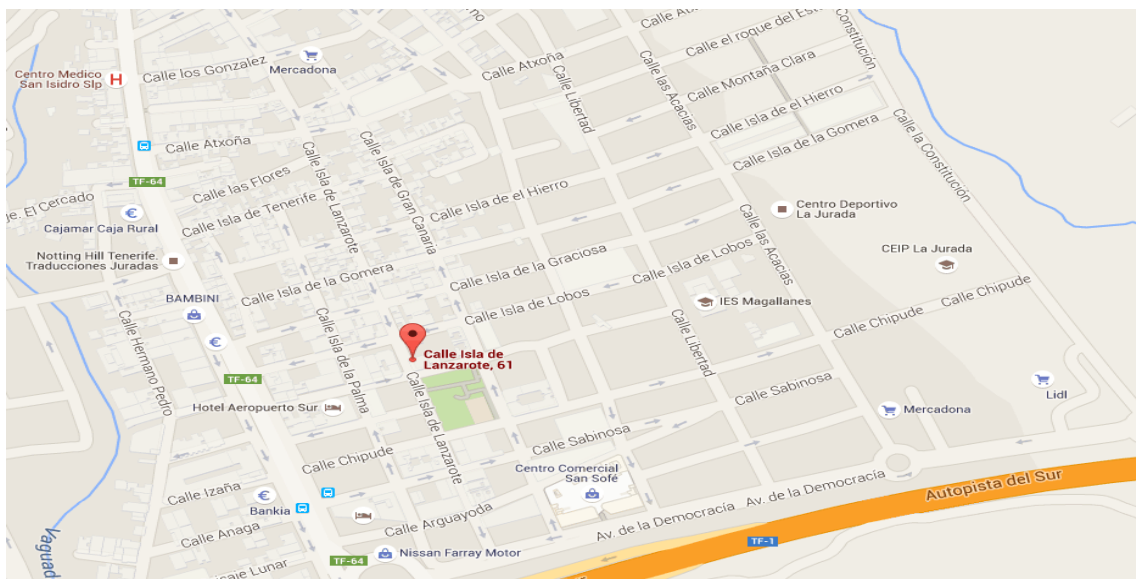 Calle Atx
Calle el roque del Este
Constitución
Calle los Gonzalez
Mercadona
Calle Atxoña
Centro Medico
San Isidro Slp
H
Calle Libertad
Calle las Acacias
Calle Montaña Clara
Calle Isla de el Hierro
Calle Isla de la Gomera
Calle la Constitución
Calle Atxoña
Calle Isla de Lanzarote
Calle Isla de Gran Canaria
TF-64
Calle las Flores
je. El Cercado
Calle Isla de Tenerife
Calle Isla de el Hierro
Cajamar Caja Rural
Centro Deportivo
La Jurada
Calle las Acacias
CEIP La Jurada
Notting Hill Tenerife.
Traducciones Juradas
Calle Isla de la Gomera
Calle Isla de la Graciosa
Calle Isla de Lobos
BAMBINI
Calle Isla de Lobos
IES Magallanes
Calle Chipude
Calle Chipude
Calle Hermano Pedro
Calle Isla de la Palma
Calle Isla de
Lanzarote, 61
Calle Libertad
TF-64
Calle Isla de Lanzarote
Calle Sabinosa
Lidl
Hotel Aeropuerto Sur
Mercadona
Calle Sabinosa
Calle Chipude
Centro Comercial
San Sofé
Calle Izaña
Bankia
Av. de la Democracía
Autopista del Sur
Calle Anaga
Calle Arguayoda
Av. de la Democracía
TF-1
Vaguad
Nissan Farray Motor
TF-64
saje Lunar